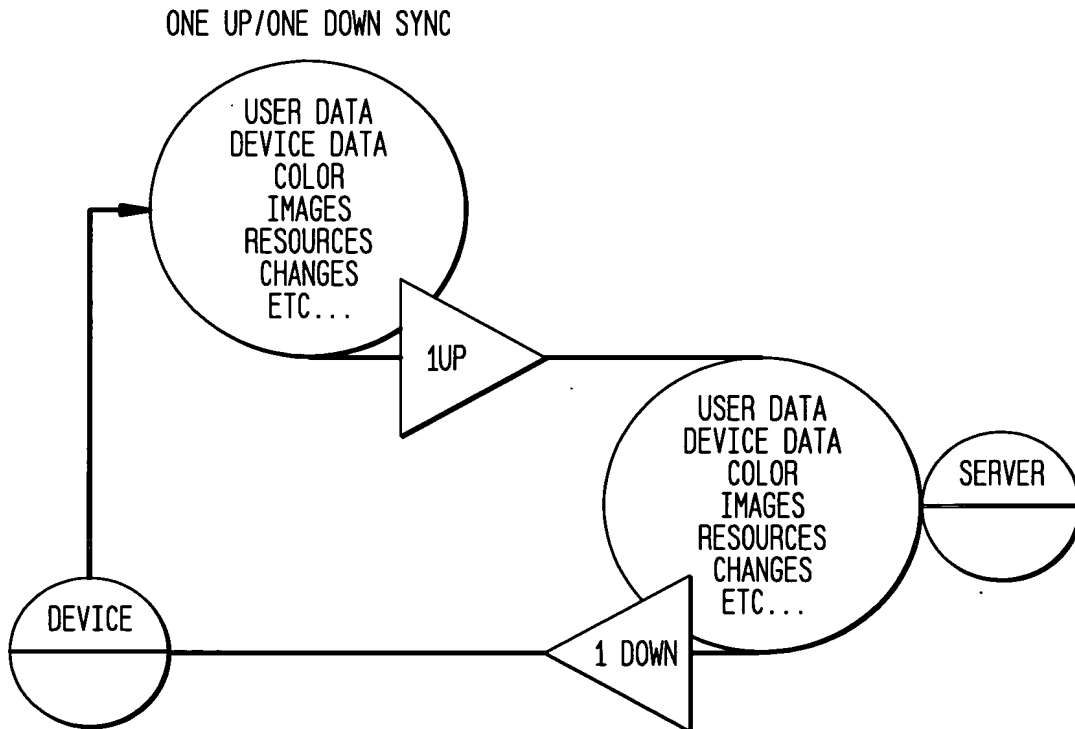 ONE UP/ONE DOWN SYNC
USER DATA
DEVICE DATA
COLOR
IMAGES
RESOURCES
CHANGES
ETC...
1UP
USER DATA
DEVICE DATA
COLOR
IMAGES
RESOURCES
CHANGES
ETC...
SERVER
DEVICE
1 DOWN